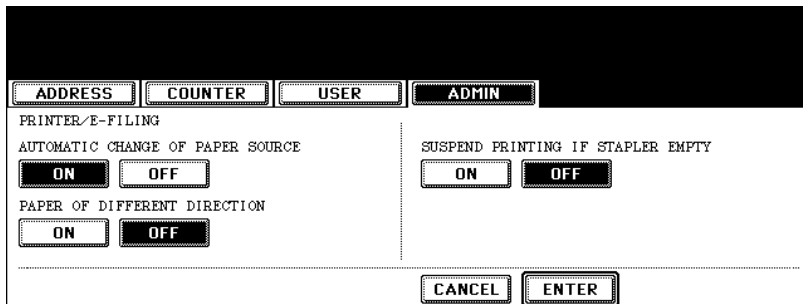 ADDRESS COUNTER USER ADMIN
PRINTER/E-FILING
AUTOMATIC CHANGE OF PAPER SOURCE
ON OFF
PAPER OF DIFFERENT DIRECTION
ON OFF
SUSPEND PRINTING IF STAPLER EMPTY
ON OFF
CANCEL ENTER